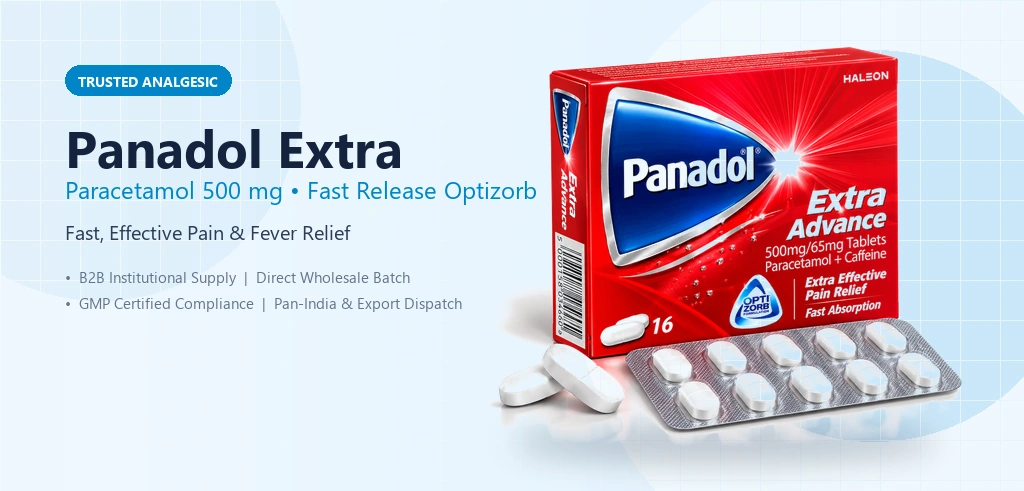 TRUSTED ANALGESIC
Panadol Extra
Paracetamol 500 mg • Fast Release Optizorb
Fast, Effective Pain & Fever Relief
• B2B Institutional Supply | Direct Wholesale Batch
• GMP Certified Compliance | Pan-India & Export Dispatch
HALEON
Panadol®
Extra
Advance
500mg/65mg Tablets
Paracetamol + Caffeine
Extra Effective
Pain Relief
Fast Absorption
OPTI
ZORB
FORMULATION
16
Panadol
Extra
Advance